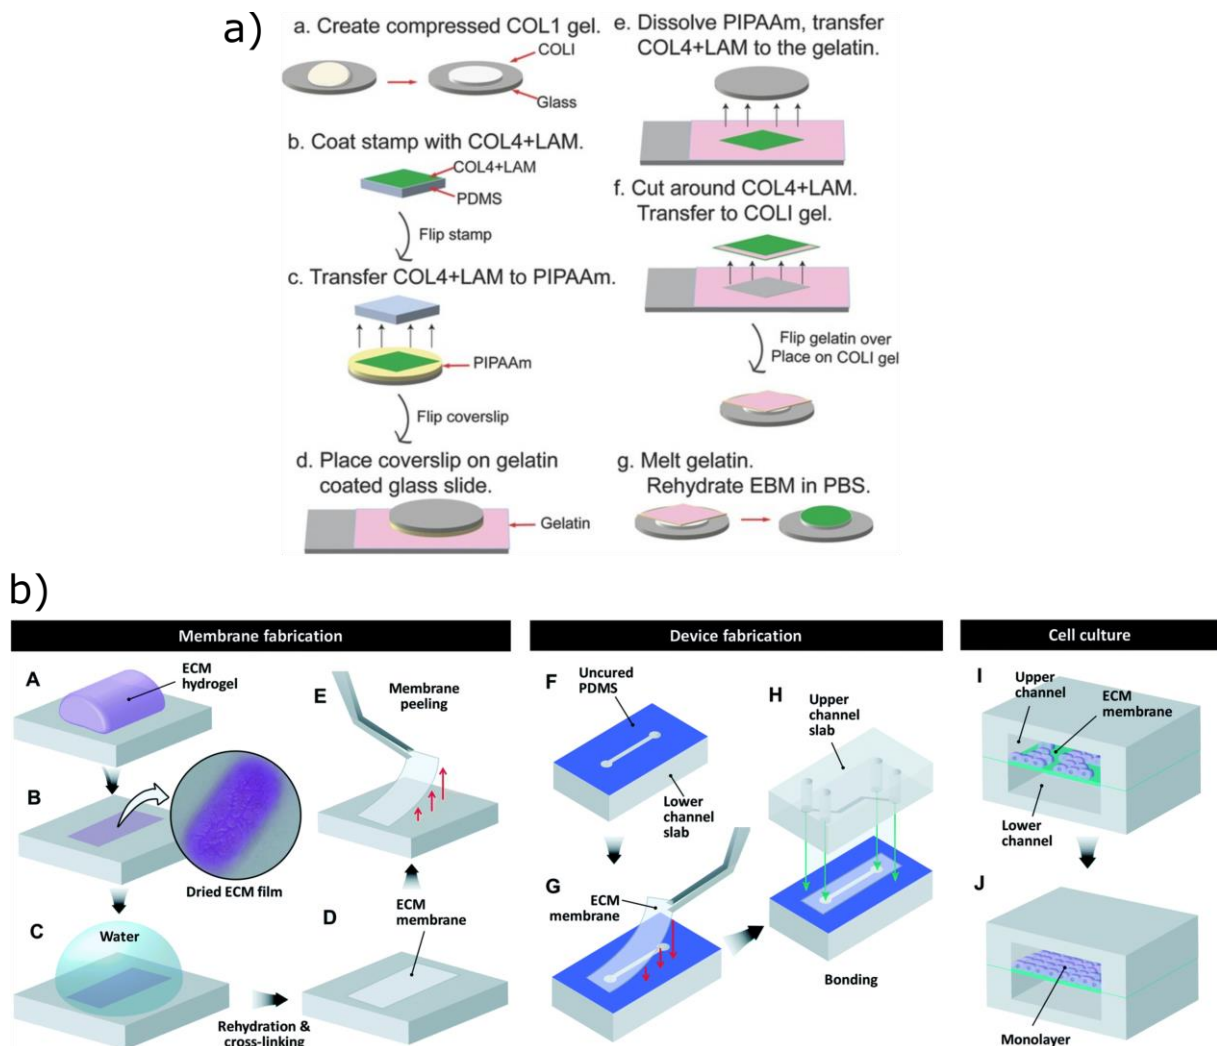 a)
a. Create compressed COL1 gel.
COLI
Glass
b. Coat stamp with COL4+LAM.
COL4+LAM
PDMS
Flip stamp
c. Transfer COL4+LAM to PIPAAm.
PIPAAm
Flip coverslip
d. Place coverslip on gelatin
coated glass slide.
Gelatin
e. Dissolve PIPAAm, transfer
COL4+LAM to the gelatin.
f. Cut around COL4+LAM.
Transfer to COLI gel.
Flip gelatin over
Place on COLI gel
g. Melt gelatin.
Rehydrate EBM in PBS.
b)
Membrane fabrication
A
ECM
hydrogel
B
Dried ECM film
C
Water
Rehydration &
cross-linking
D
ECM
membrane
E
Membrane
peeling
Device fabrication
F
Uncured
PDMS
Lower
channel
slab
G
ECM
membrane
H
Upper
channel
slab
Bonding
Cell culture
I
Upper
channel
ECM
membrane
Lower
channel
J
Monolayer